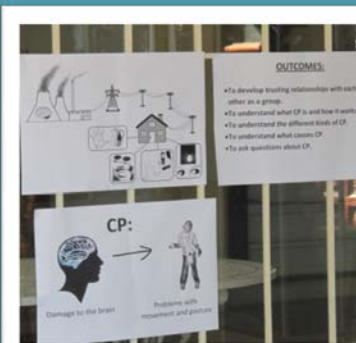 OUTCOMES:
•To develop trusting relationships with each
other as a group.
•To understand what CP is and how it works
•To understand the different kinds of CP.
•To understand what causes CP.
•To ask questions about CP.
CP:
Damage to the brain
Problems with
movement and posture